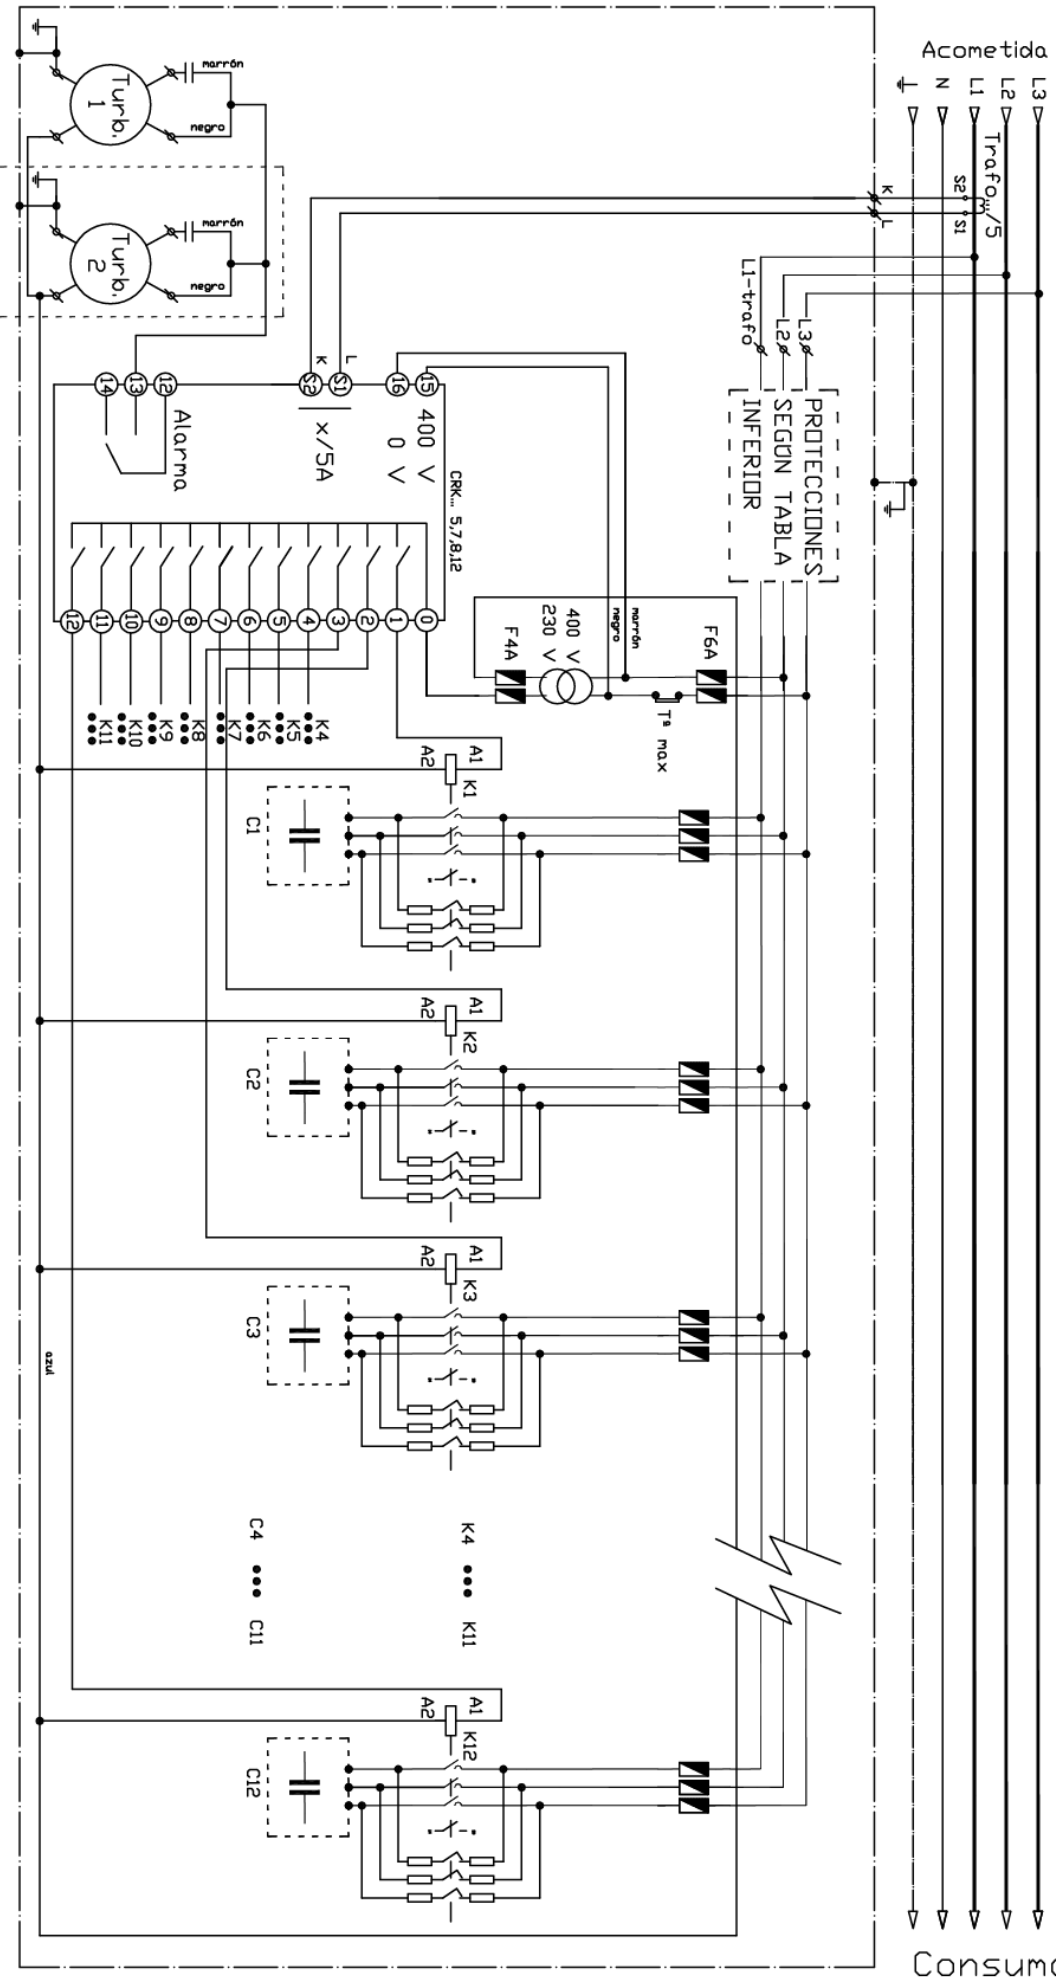 Acometida
L3
L2
L1
N
Trafo.../5
S2
S1
K
L
Turb. 1
marrón
negro
Turb. 2
marrón
negro
L1-trafo
L2
L3
PROTECCIONES
SEGÚN TABLA
INFERIOR
K
L
14
13
12
S2
S1
16
15
Alarma
x/5A
400 V
0 V
CRK... 5,7,8,12
12
11
10
9
8
7
6
5
4
3
2
1
0
K11
K10
K9
K8
K7
K6
K5
K4
F4A
230 V
400 V
negro
marrón
F6A
Tª max
A2
A1
K1
C1
A2
A1
K2
C2
A2
A1
K3
C3
azul
C4 ... C11
K4 ... K11
A2
A1
K12
C12
Consumo